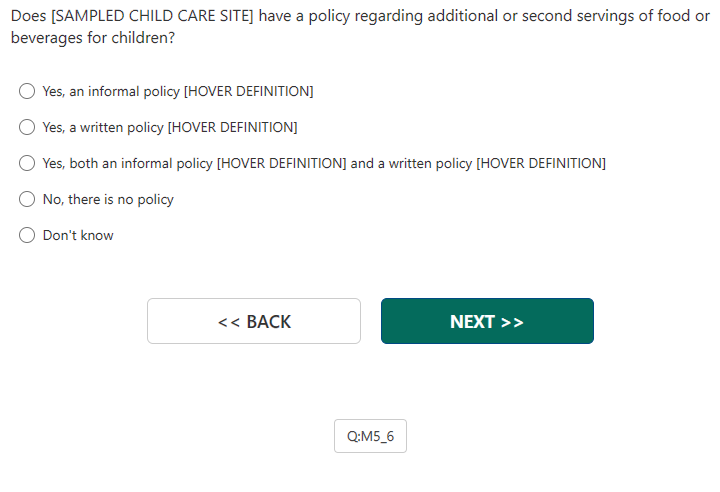 Does [SAMPLED CHILD CARE SITE] have a policy regarding additional or second servings of food or
beverages for children?
Yes, an informal policy [HOVER DEFINITION]
Yes, a written policy [HOVER DEFINITION]
Yes, both an informal policy [HOVER DEFINITION] and a written policy [HOVER DEFINITION]
No, there is no policy
Don't know
<< BACK
NEXT >>
Q:M5_6